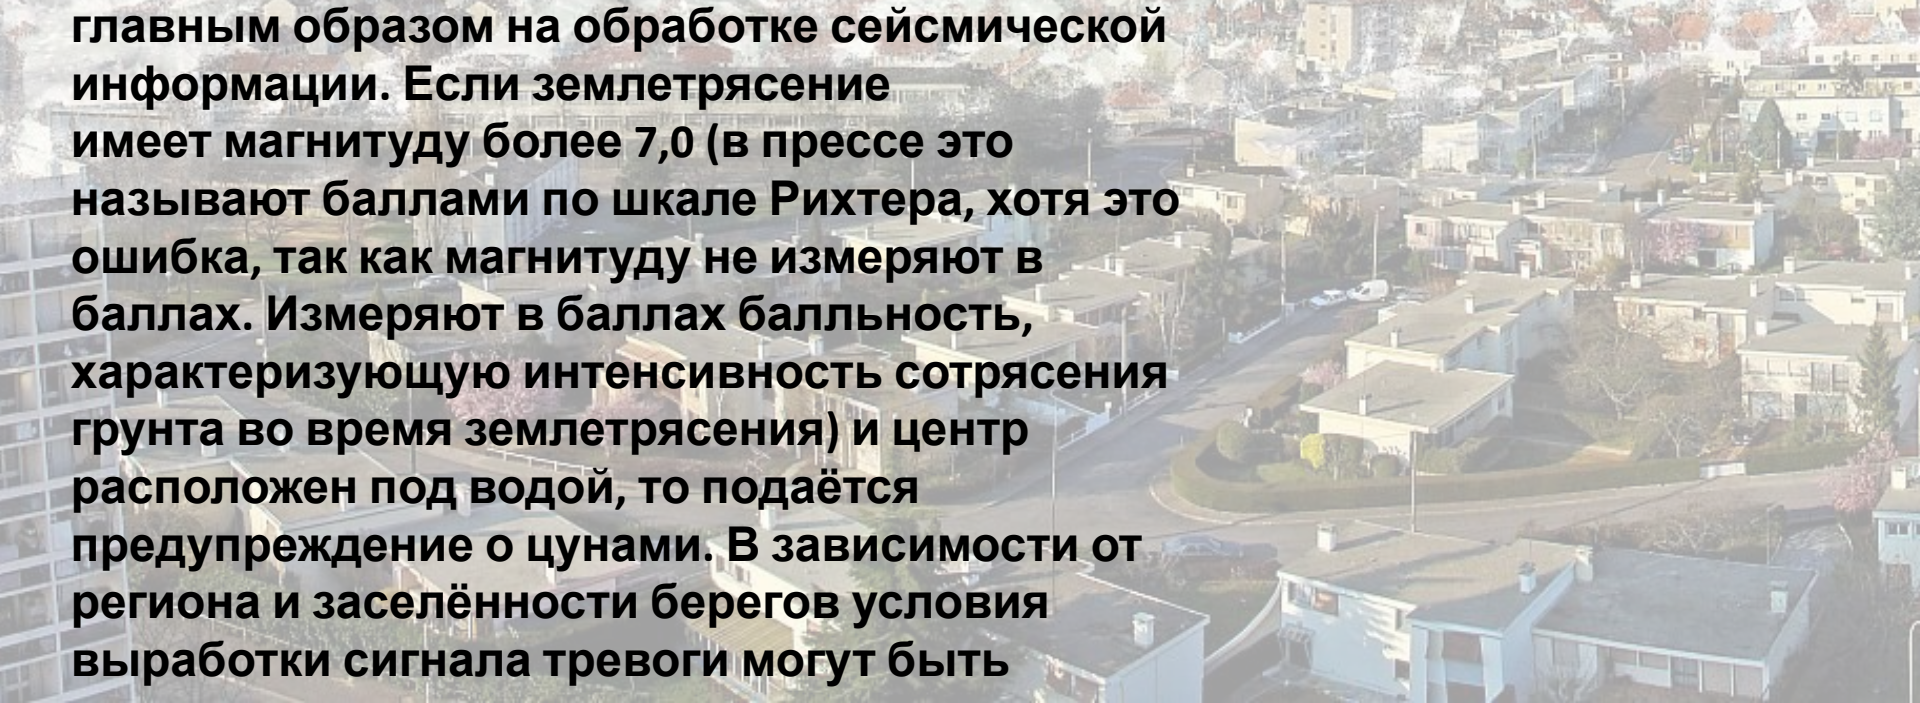 главным образом на обработке сейсмической
информации. Если землетрясение
имеет магнитуду более 7,0 (в прессе это
называют баллами по шкале Рихтера, хотя это
ошибка, так как магнитуду не измеряют в
баллах. Измеряют в баллах балльность,
характеризующую интенсивность сотрясения
грунта во время землетрясения) и центр
расположен под водой, то подаётся
предупреждение о цунами. В зависимости от
региона и заселённости берегов условия
выработки сигнала тревоги могут быть